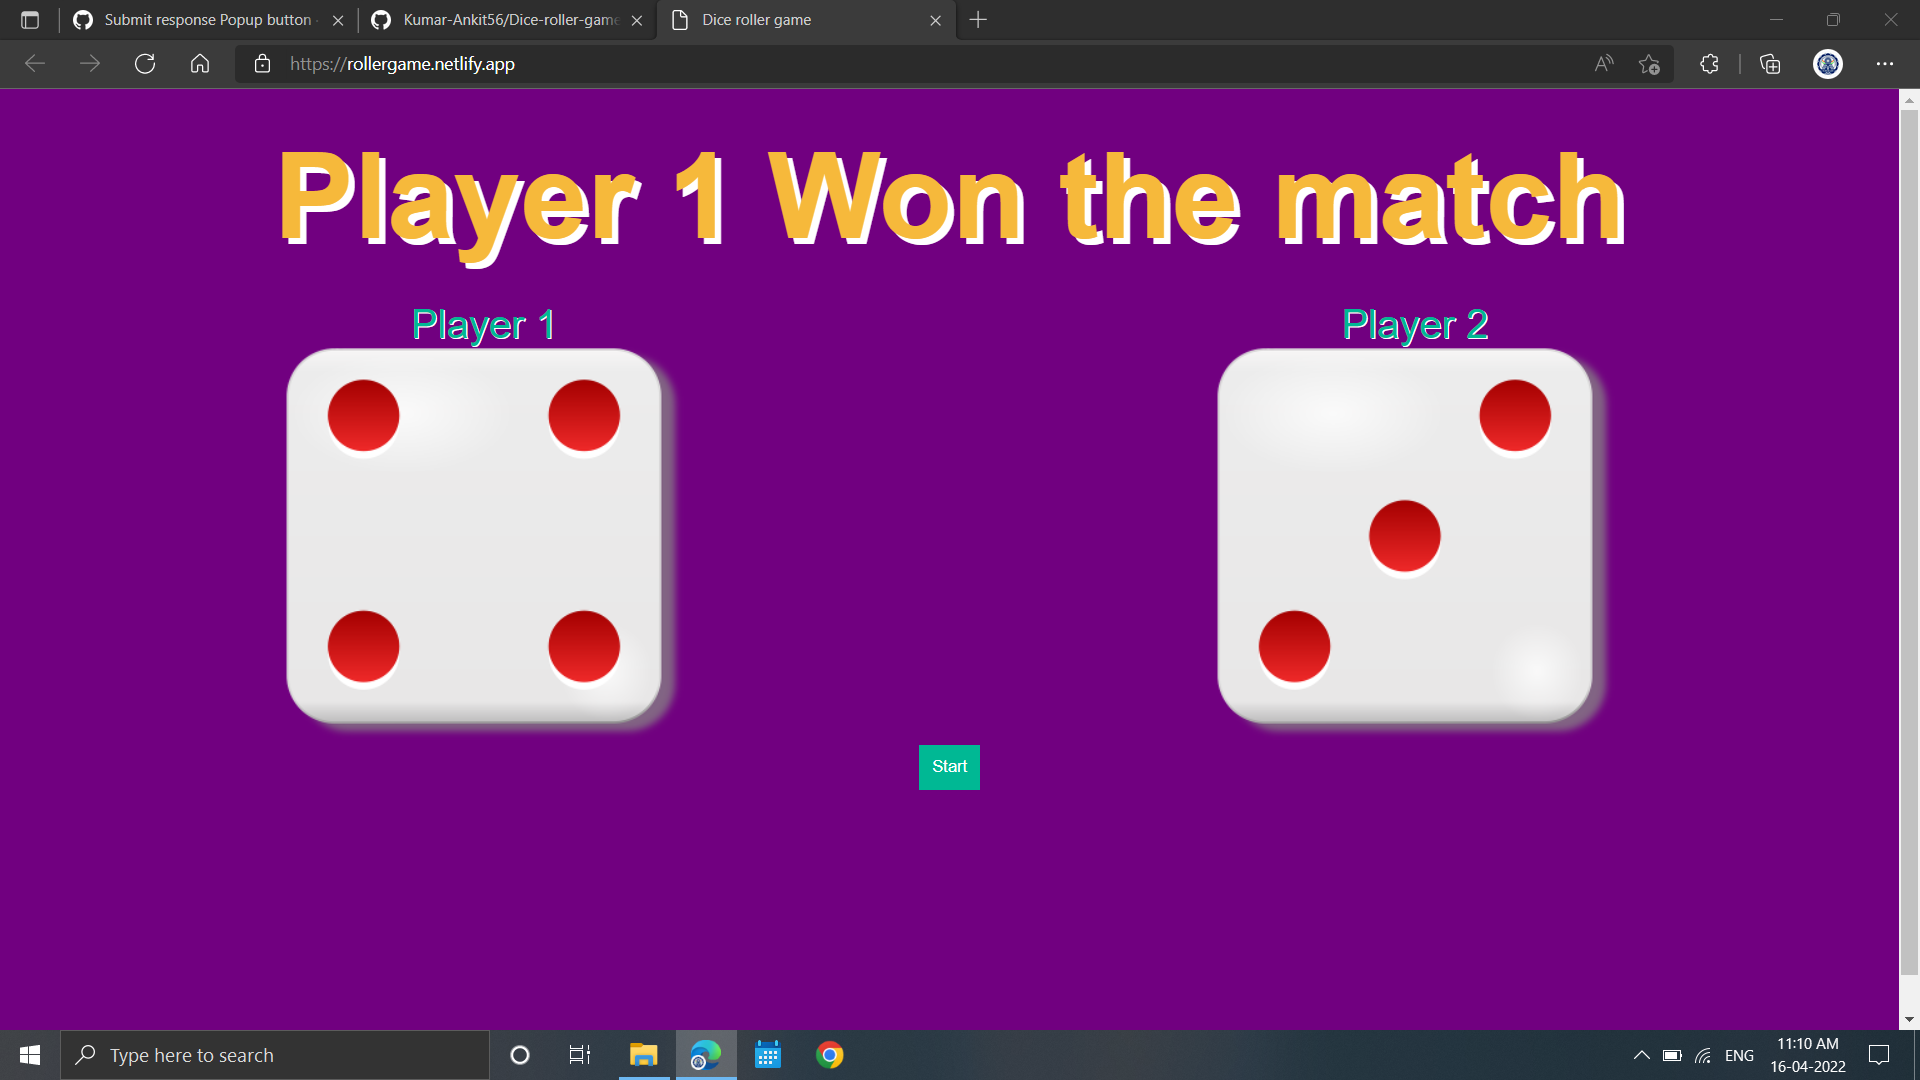 Submit response Popup button
Kumar-Ankit56/Dice-roller-game
Dice roller game
https://rollergame.netlify.app
Player 1 Won the match
Player 1
Player 2
Start
Type here to search
ENG
11:10 AM
16-04-2022